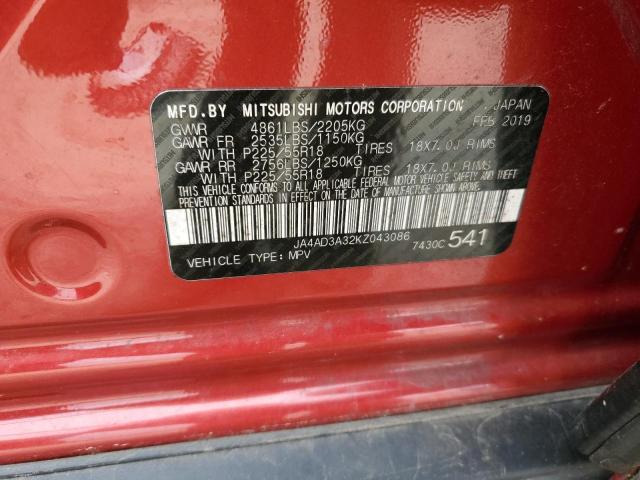 MFD.BY MITSUBISHI MOTORS CORPORATION JAPAN
GVWR 4861LBS/2205KG FEB 2019
GAWR FR 2535LBS/1150KG
WITH P225/55R18 TIRES 18X7.0J RIMS
GAWR RR 2756LBS/1250KG
WITH P225/55R18 TIRES 18X7.0J RIMS
THIS VEHICLE CONFORMS TO ALL APPLICABLE FEDERAL MOTOR VEHICLE SAFETY AND THEFT
PREVENTION STANDARDS IN EFFECT ON THE DATE OF MANUFACTURE SHOWN ABOVE.
JA4AD3A32KZ043086 7430C 541
VEHICLE TYPE: MPV